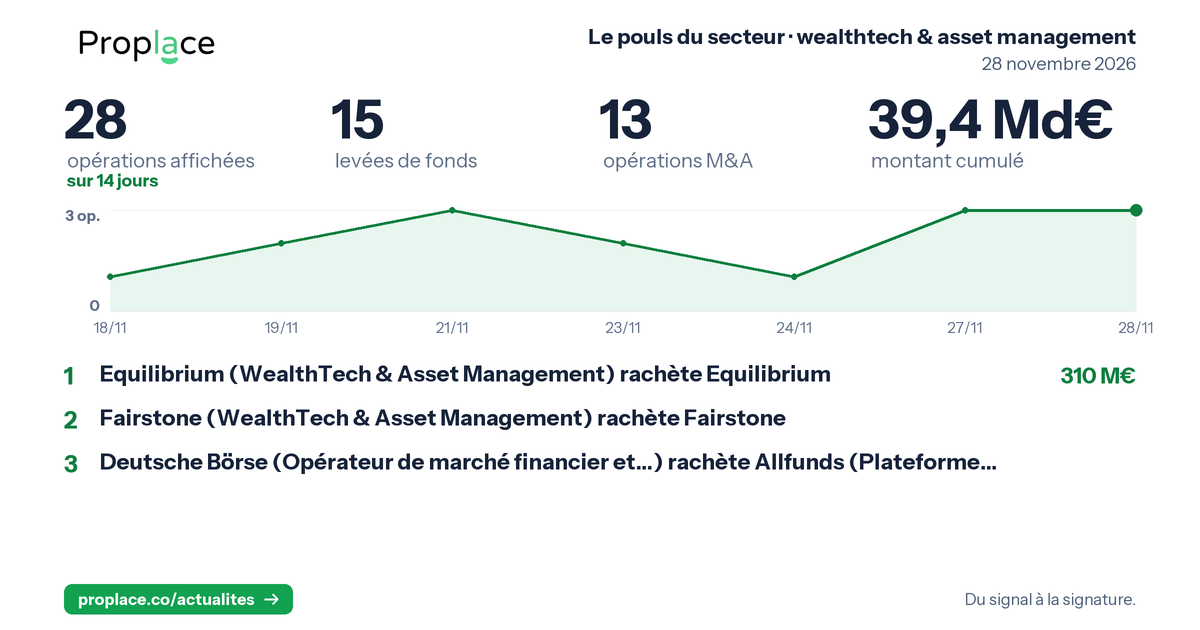 Proplace
Le pouls du secteur · wealthtech & asset management
28 novembre 2026
28
opérations affichées
sur 14 jours
15
levées de fonds
13
opérations M&A
39,4 Md€
montant cumulé
3 op.
0
18/11 19/11 21/11 23/11 24/11 27/11 28/11
1 Equilibrium (WealthTech & Asset Management) rachète Equilibrium 310 M€
2 Fairstone (WealthTech & Asset Management) rachète Fairstone
3 Deutsche Börse (Opérateur de marché financier et...) rachète Allfunds (Plateforme...
proplace.co/actualites →
Du signal à la signature.